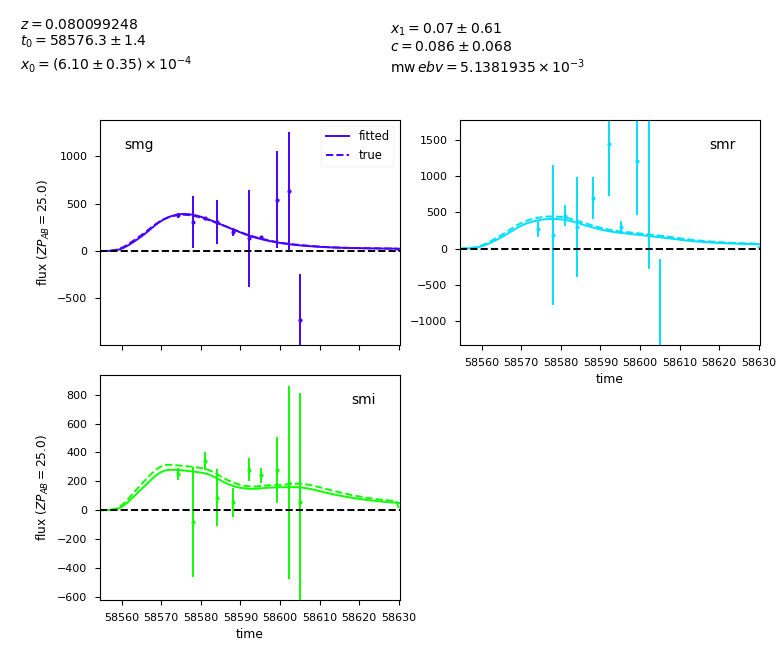 z = 0.080099248
t₀ = 58576.3 ± 1.4
x₀ = (6.10 ± 0.35) × 10⁻⁴
x₁ = 0.07 ± 0.61
c = 0.086 ± 0.068
mw ebv = 5.1381935 × 10⁻³
smg
fitted
true
1000
500
0
−500
flux (ZP_AB = 25.0)
smr
1500
1000
500
0
−500
−1000
58560 58570 58580 58590 58600 58610 58620 58630
time
smi
800
600
400
200
0
−200
−400
−600
flux (ZP_AB = 25.0)
58560 58570 58580 58590 58600 58610 58620 58630
time